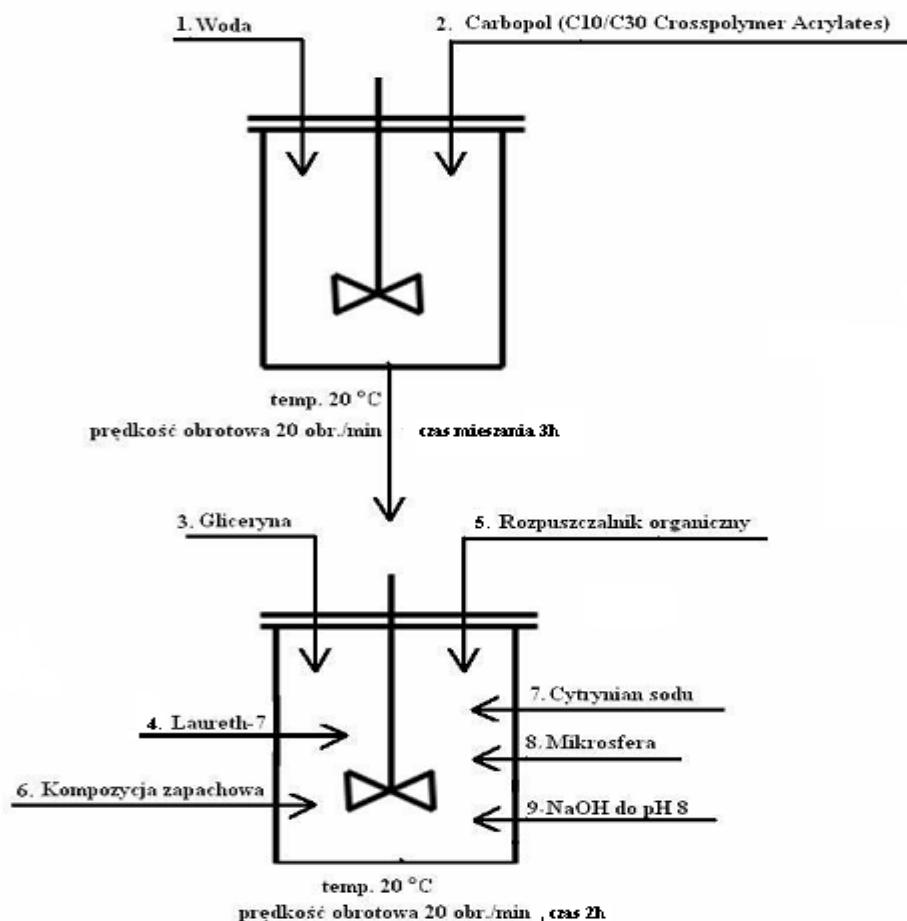 1. Woda
2. Carbopol (C10/C30 Crosspolymer Acrylates)
temp. 20 °C
prędkość obrotowa 20 obr./min czas mieszania 3h
3. Gliceryna
5. Rozpuszczalnik organiczny
7. Cytrynian sodu
4. Laureth-7
8. Mikrosfera
6. Kompozycja zapachowa
9. NaOH do pH 8
temp. 20 °C
prędkość obrotowa 20 obr./min , czas 2h